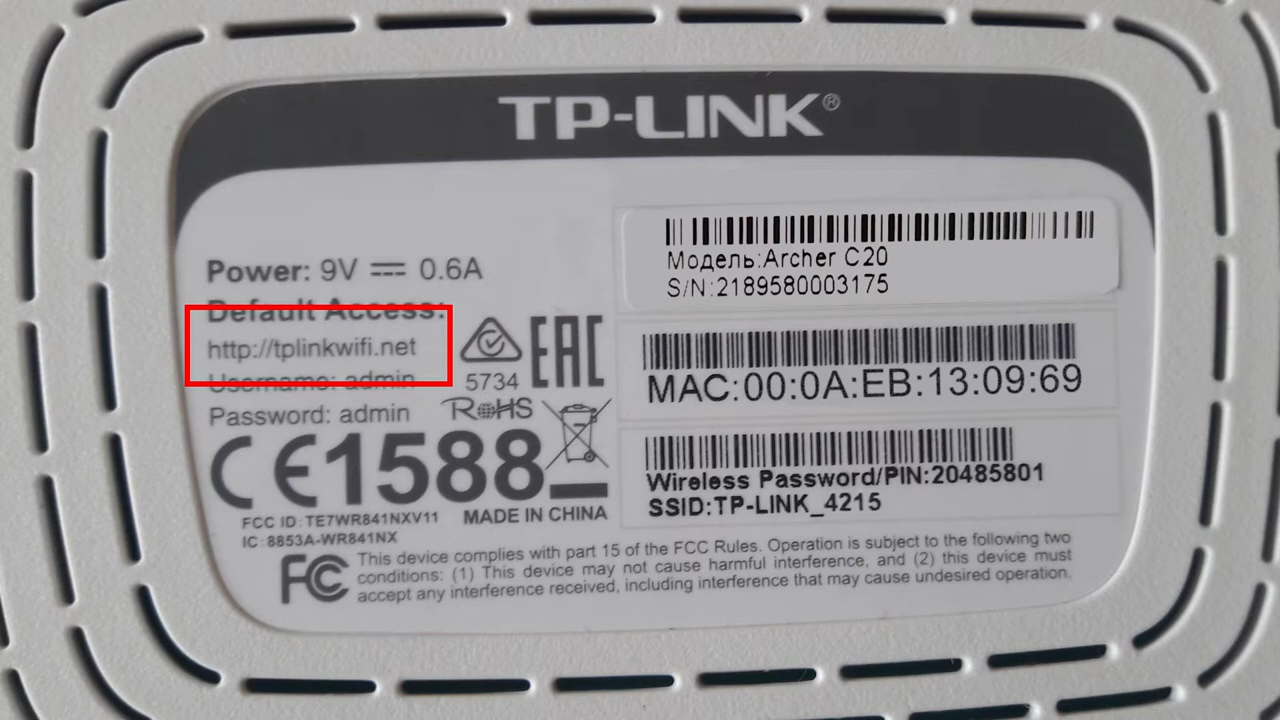 TP-LINK®
Power: 9V ⎓ 0.6A
Default Access:
http://tplinkwifi.net
Username: admin
Password: admin
5734
EAC
RoHS
CE1588
FCC ID: TE7WR841NXV11
IC: 8853A-WR841NX
MADE IN CHINA
Модель:Archer C20
S/N:2189580003175
MAC:00:0A:EB:13:09:69
Wireless Password/PIN:20485801
SSID:TP-LINK_4215
FC
This device complies with part 15 of the FCC Rules. Operation is subject to the following two
conditions: (1) This device may not cause harmful interference, and (2) this device must
accept any interference received, including interference that may cause undesired operation.